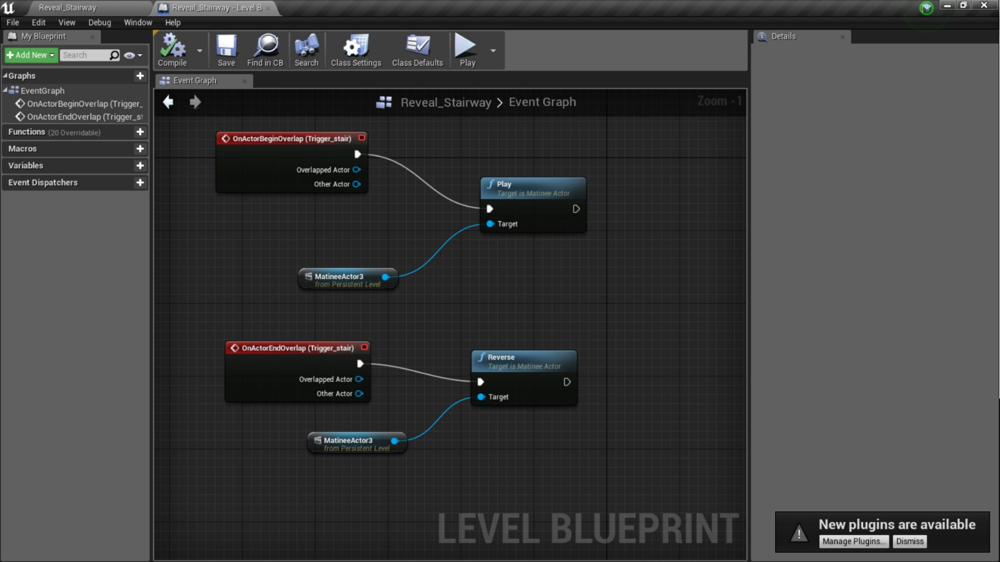 Reveal_Stairway
Reveal_Stairway - Level B
File Edit View Debug Window Help
My Blueprint
Add New
Search
Compile
Save
Find in CB
Search
Class Settings
Class Defaults
Play
Details
Graphs
EventGraph
OnActorBeginOverlap (Trigger_
OnActorEndOverlap (Trigger_st
Functions (20 Overridable)
Macros
Variables
Event Dispatchers
Event Graph
Reveal_Stairway > Event Graph
Zoom -1
OnActorBeginOverlap (Trigger_stair)
Overlapped Actor
Other Actor
Play
Target is Matinee Actor
Target
MatineeActor3
from Persistent Level
OnActorEndOverlap (Trigger_stair)
Overlapped Actor
Other Actor
Reverse
Target is Matinee Actor
Target
MatineeActor3
from Persistent Level
LEVEL BLUEPRINT
New plugins are available
Manage Plugins...
Dismiss